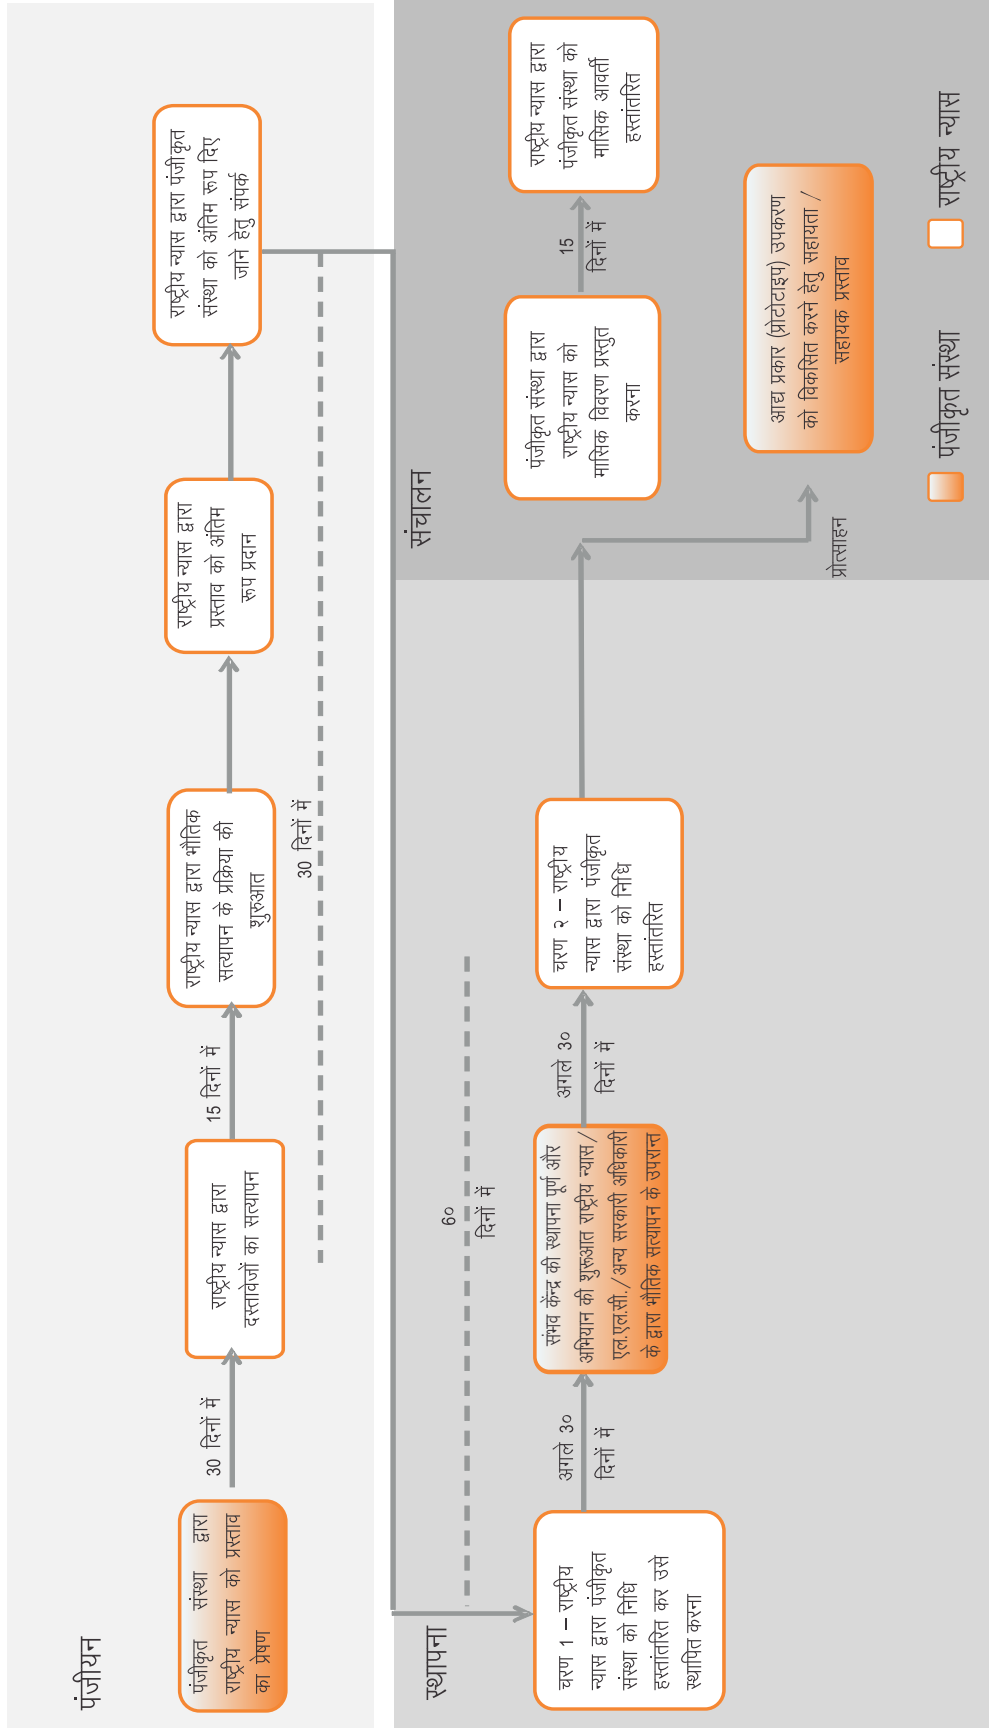 पंजीयन
पंजीकृत संस्था द्वारा
राष्ट्रीय न्यास को प्रस्ताव
का प्रेषण
30 दिनों में
राष्ट्रीय न्यास द्वारा
दस्तावेजों का सत्यापन
15 दिनों में
राष्ट्रीय न्यास द्वारा भौतिक
सत्यापन के प्रक्रिया की
शुरुआत
राष्ट्रीय न्यास द्वारा
प्रस्ताव को अंतिम
रूप प्रदान
राष्ट्रीय न्यास द्वारा पंजीकृत
संस्था को अंतिम रूप दिए
जाने हेतु संपर्क
30 दिनों में
स्थापना
चरण 1 – राष्ट्रीय
न्यास द्वारा पंजीकृत
संस्था को निधि
हस्तांतरित कर उसे
स्थापित करना
अगले ३०
दिनों में
संभव केन्द्र की स्थापना पूर्ण और
अभियान की शुरुआत राष्ट्रीय न्यास/
एल.एल.सी./अन्य सरकारी अधिकारी
के द्वारा भौतिक सत्यापन के उपरान्त
अगले ३०
दिनों में
चरण २ – राष्ट्रीय
न्यास द्वारा पंजीकृत
संस्था को निधि
हस्तांतरित
6०
दिनों में
संचालन
पंजीकृत संस्था द्वारा
राष्ट्रीय न्यास को
मासिक विवरण प्रस्तुत
करना
15
दिनों में
राष्ट्रीय न्यास द्वारा
पंजीकृत संस्था को
मासिक आवर्ती
हस्तांतरित
प्रोत्साहन
आद्य प्रकार (प्रोटोटाइप) उपकरण
को विकसित करने हेतु सहायता /
सहायक प्रस्ताव
पंजीकृत संस्था
राष्ट्रीय न्यास